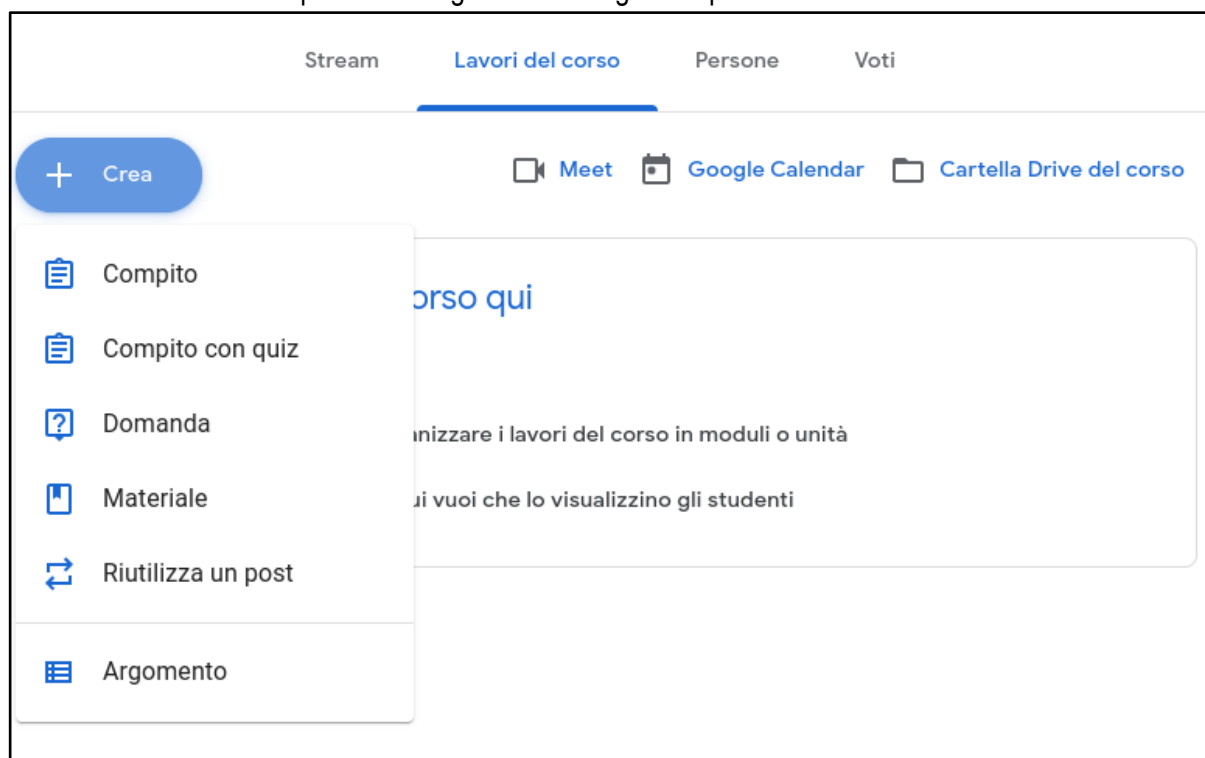 Stream Lavori del corso Persone Voti
+ Crea
Meet Google Calendar Cartella Drive del corso
Compito
orso qui
Compito con quiz
Domanda
anizzare i lavori del corso in moduli o unità
Materiale
ui vuoi che lo visualizzino gli studenti
Riutilizza un post
Argomento